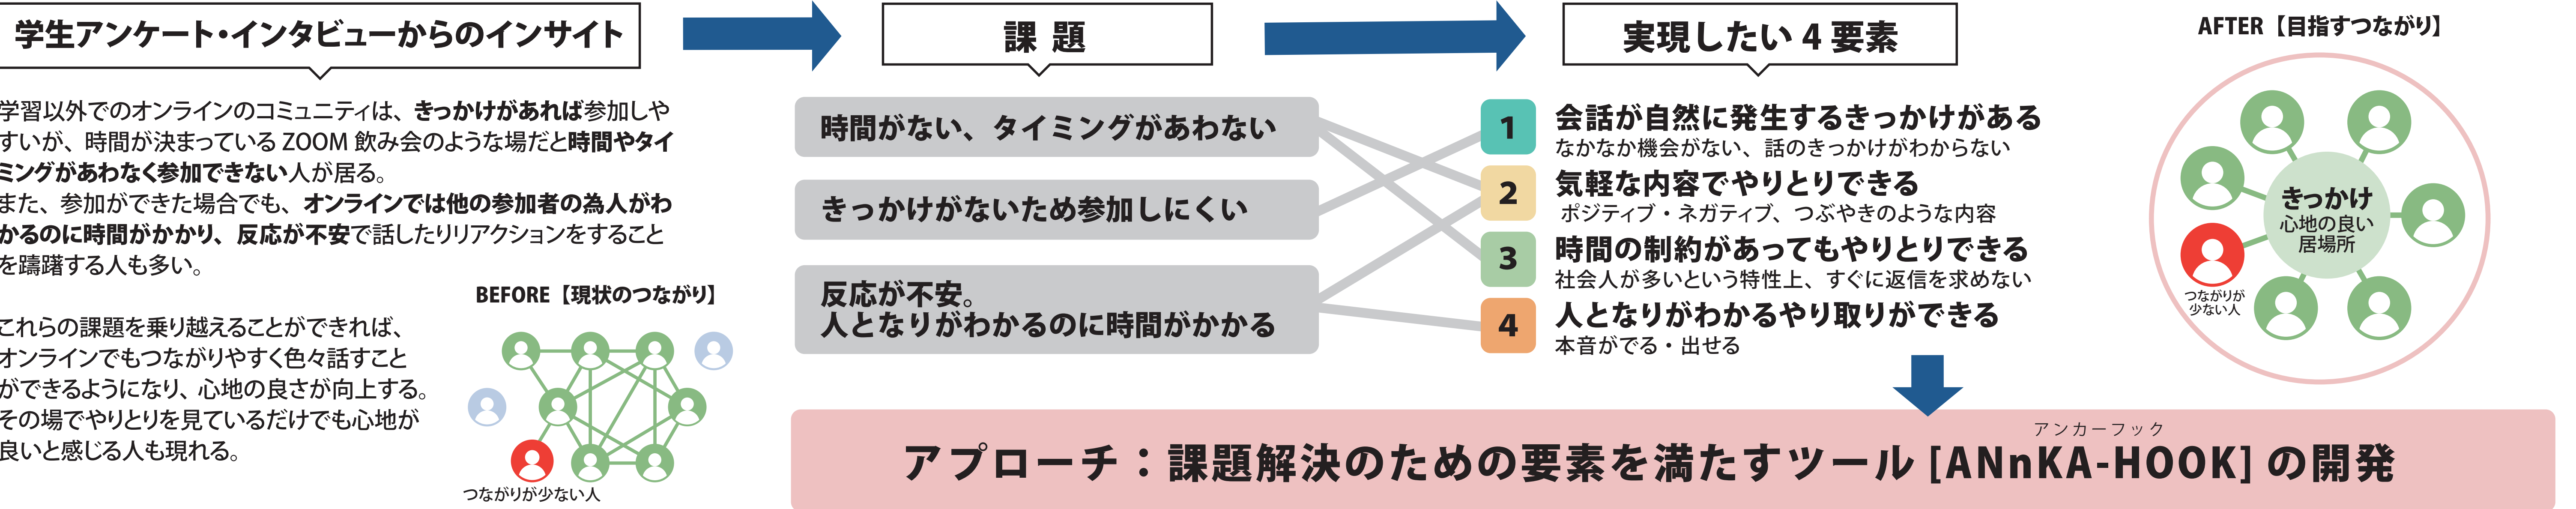 学生アンケート・インタビューからのインサイト
学習以外でのオンラインのコミュニティは、きっかけがあれば参加しや
すいが、時間が決まっている ZOOM 飲み会のような場だと時間やタイ
ミングがあわなく参加できない人が居る。
また、参加ができた場合でも、オンラインでは他の参加者の為人がわ
かるのに時間がかかり、反応が不安で話したりリアクションをすること
を躊躇する人も多い。
これらの課題を乗り越えることができれば、
オンラインでもつながりやすく色々話すこと
ができるようになり、心地の良さが向上する。
その場でやりとりを見ているだけでも心地が
良いと感じる人も現れる。
BEFORE【現状のつながり】
つながりが少ない人
課 題
時間がない、タイミングがあわない
きっかけがないため参加しにくい
反応が不安。
人となりがわかるのに時間がかかる
実現したい 4 要素
1
会話が自然に発生するきっかけがある
なかなか機会がない、話のきっかけがわからない
2
気軽な内容でやりとりできる
ポジティブ・ネガティブ、つぶやきのような内容
3
時間の制約があってもやりとりできる
社会人が多いという特性上、すぐに返信を求めない
4
人となりがわかるやり取りができる
本音がでる・出せる
AFTER【目指すつながり】
きっかけ
心地の良い
居場所
つながりが
少ない人
アンカーフック
アプローチ：課題解決のための要素を満たすツール [ANnKA-HOOK] の開発